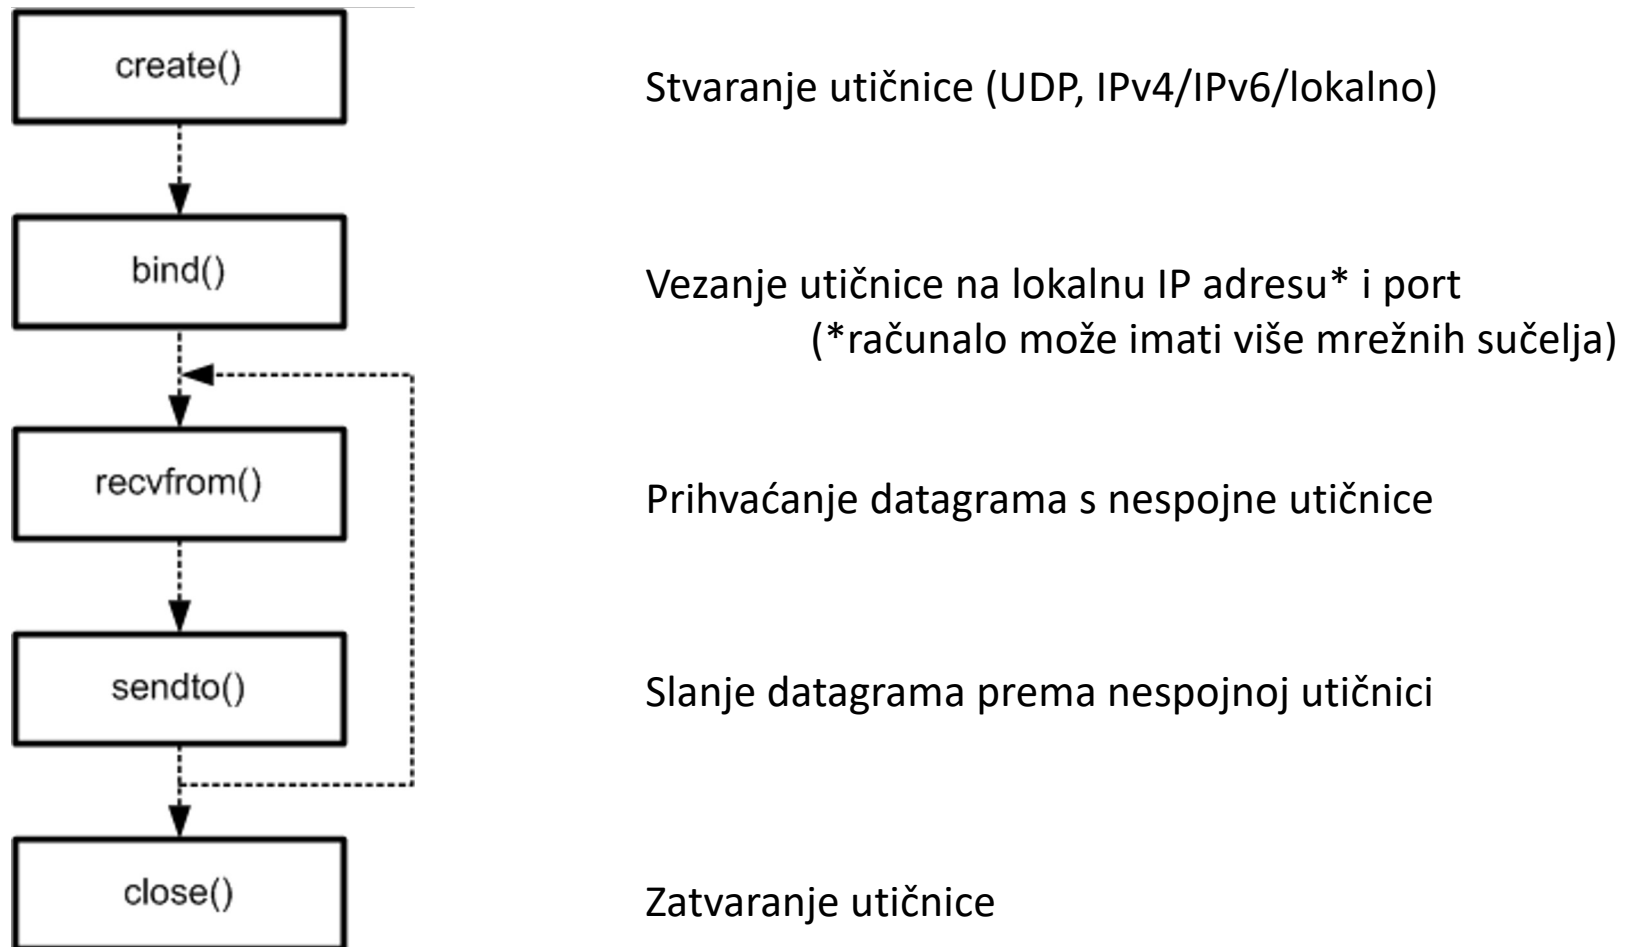 create()
Stvaranje utičnice (UDP, IPv4/IPv6/lokalno)
bind()
Vezanje utičnice na lokalnu IP adresu* i port
(*računalo može imati više mrežnih sučelja)
recvfrom()
Prihvaćanje datagrama s nespojne utičnice
sendto()
Slanje datagrama prema nespojnoj utičnici
close()
Zatvaranje utičnice